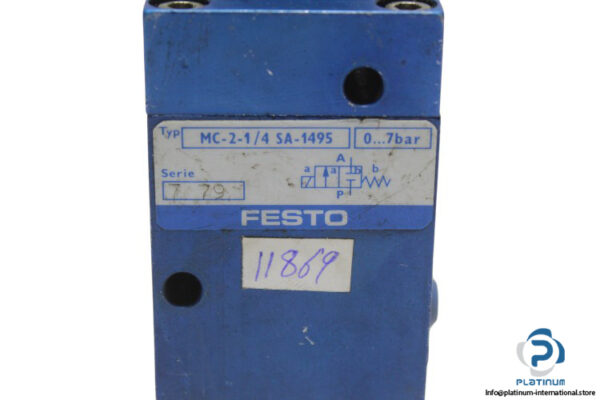 Typ MC-2-1/4 SA-1495 0...7bar
Serie
7 79
A
a a b b
P
FESTO
11869
PLATINUM
Info@platinum-international.store